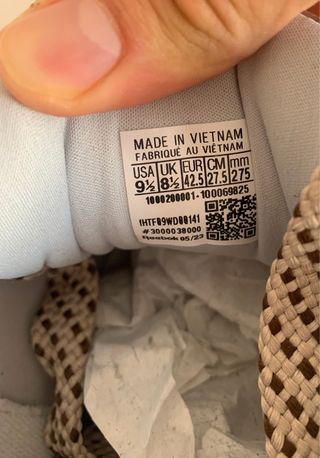 MADE IN VIETNAM
FABRIQUÉ AU VIÊTNAM
USA UK EUR CM mm
9½ 8½ 42.5 27.5 275
1000200001-100069825
1HTF09WD00141
#3000038000
Reebok 05/23